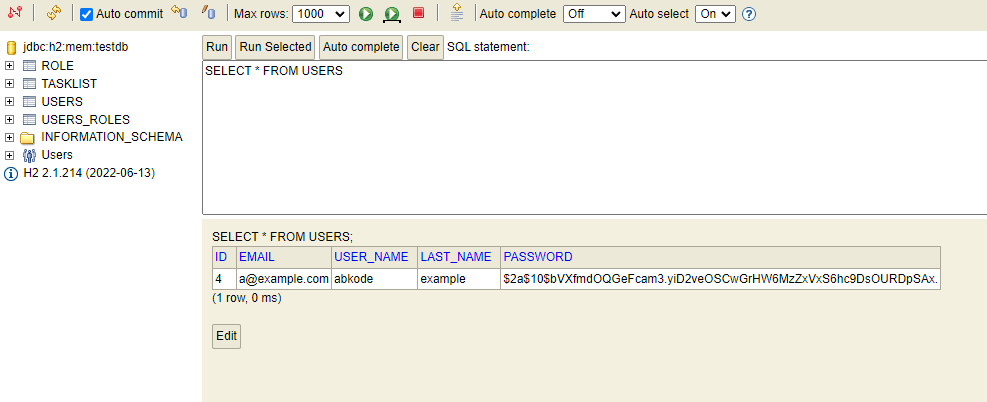 Auto commit Max rows: 1000 Auto complete Off Auto select On
jdbc:h2:mem:testdb
ROLE
TASKLIST
USERS
USERS_ROLES
INFORMATION_SCHEMA
Users
H2 2.1.214 (2022-06-13)
Run Run Selected Auto complete Clear SQL statement:
SELECT * FROM USERS
SELECT * FROM USERS;
ID EMAIL USER_NAME LAST_NAME PASSWORD
4 a@example.com abkode example $2a$10$bVXfmdOQGeFcam3.yiD2veOSCwGrHW6MzZxVxS6hc9DsOURDpSAx.
(1 row, 0 ms)
Edit